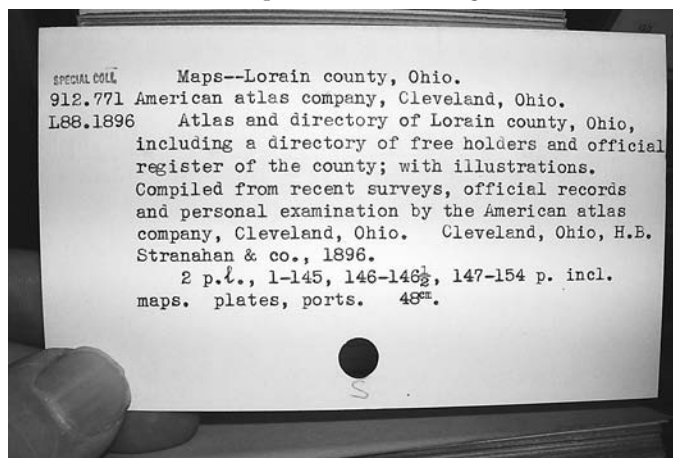 SPECIAL COLL. Maps--Lorain county, Ohio.
912.771 American atlas company, Cleveland, Ohio.
L88.1896 Atlas and directory of Lorain county, Ohio,
including a directory of free holders and official
register of the county; with illustrations.
Compiled from recent surveys, official records
and personal examination by the American atlas
company, Cleveland, Ohio. Cleveland, Ohio, H.B.
Stranahan & co., 1896.
2 p.ℓ., 1-145, 146-146½, 147-154 p. incl.
maps. plates, ports. 48cm.
S